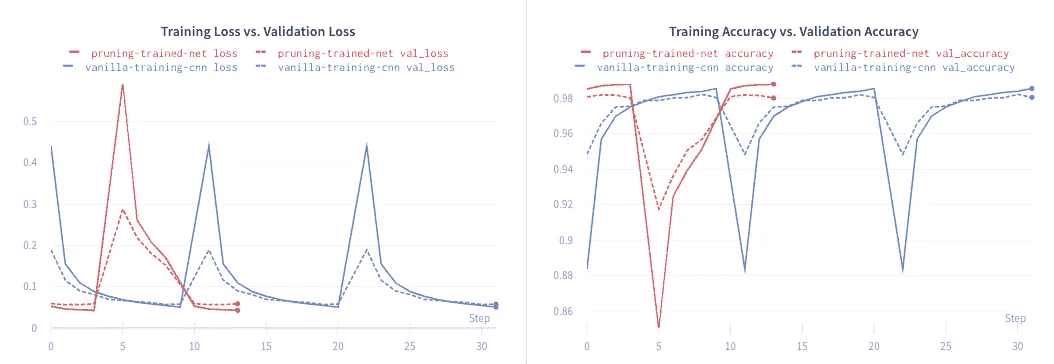 Training Loss vs. Validation Loss
pruning-trained-net loss pruning-trained-net val_loss
vanilla-training-cnn loss vanilla-training-cnn val_loss
0.5
0.4
0.3
0.2
0.1
0
Step
0 5 10 15 20 25 30
Training Accuracy vs. Validation Accuracy
pruning-trained-net accuracy pruning-trained-net val_accuracy
vanilla-training-cnn accuracy vanilla-training-cnn val_accuracy
0.98
0.96
0.94
0.92
0.9
0.88
0.86
Step
0 5 10 15 20 25 30